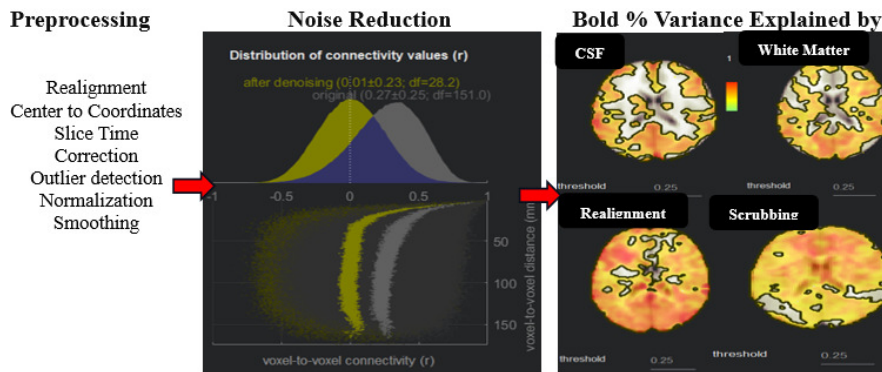 Preprocessing
Realignment
Center to Coordinates
Slice Time
Correction
Outlier detection
Normalization
Smoothing
Noise Reduction
Distribution of connectivity values (r)
after denoising (0.01±0.23; df=28.2)
original (0.27±0.25; df=151.0)
-1 -0.5 0 0.5 1
50
100
150
voxel-to-voxel distance (mm
voxel-to-voxel connectivity (r)
Bold % Variance Explained by
CSF
White Matter
1
threshold 0.25
threshold 0.25
Realignment
Scrubbing
threshold 0.25
threshold 0.25